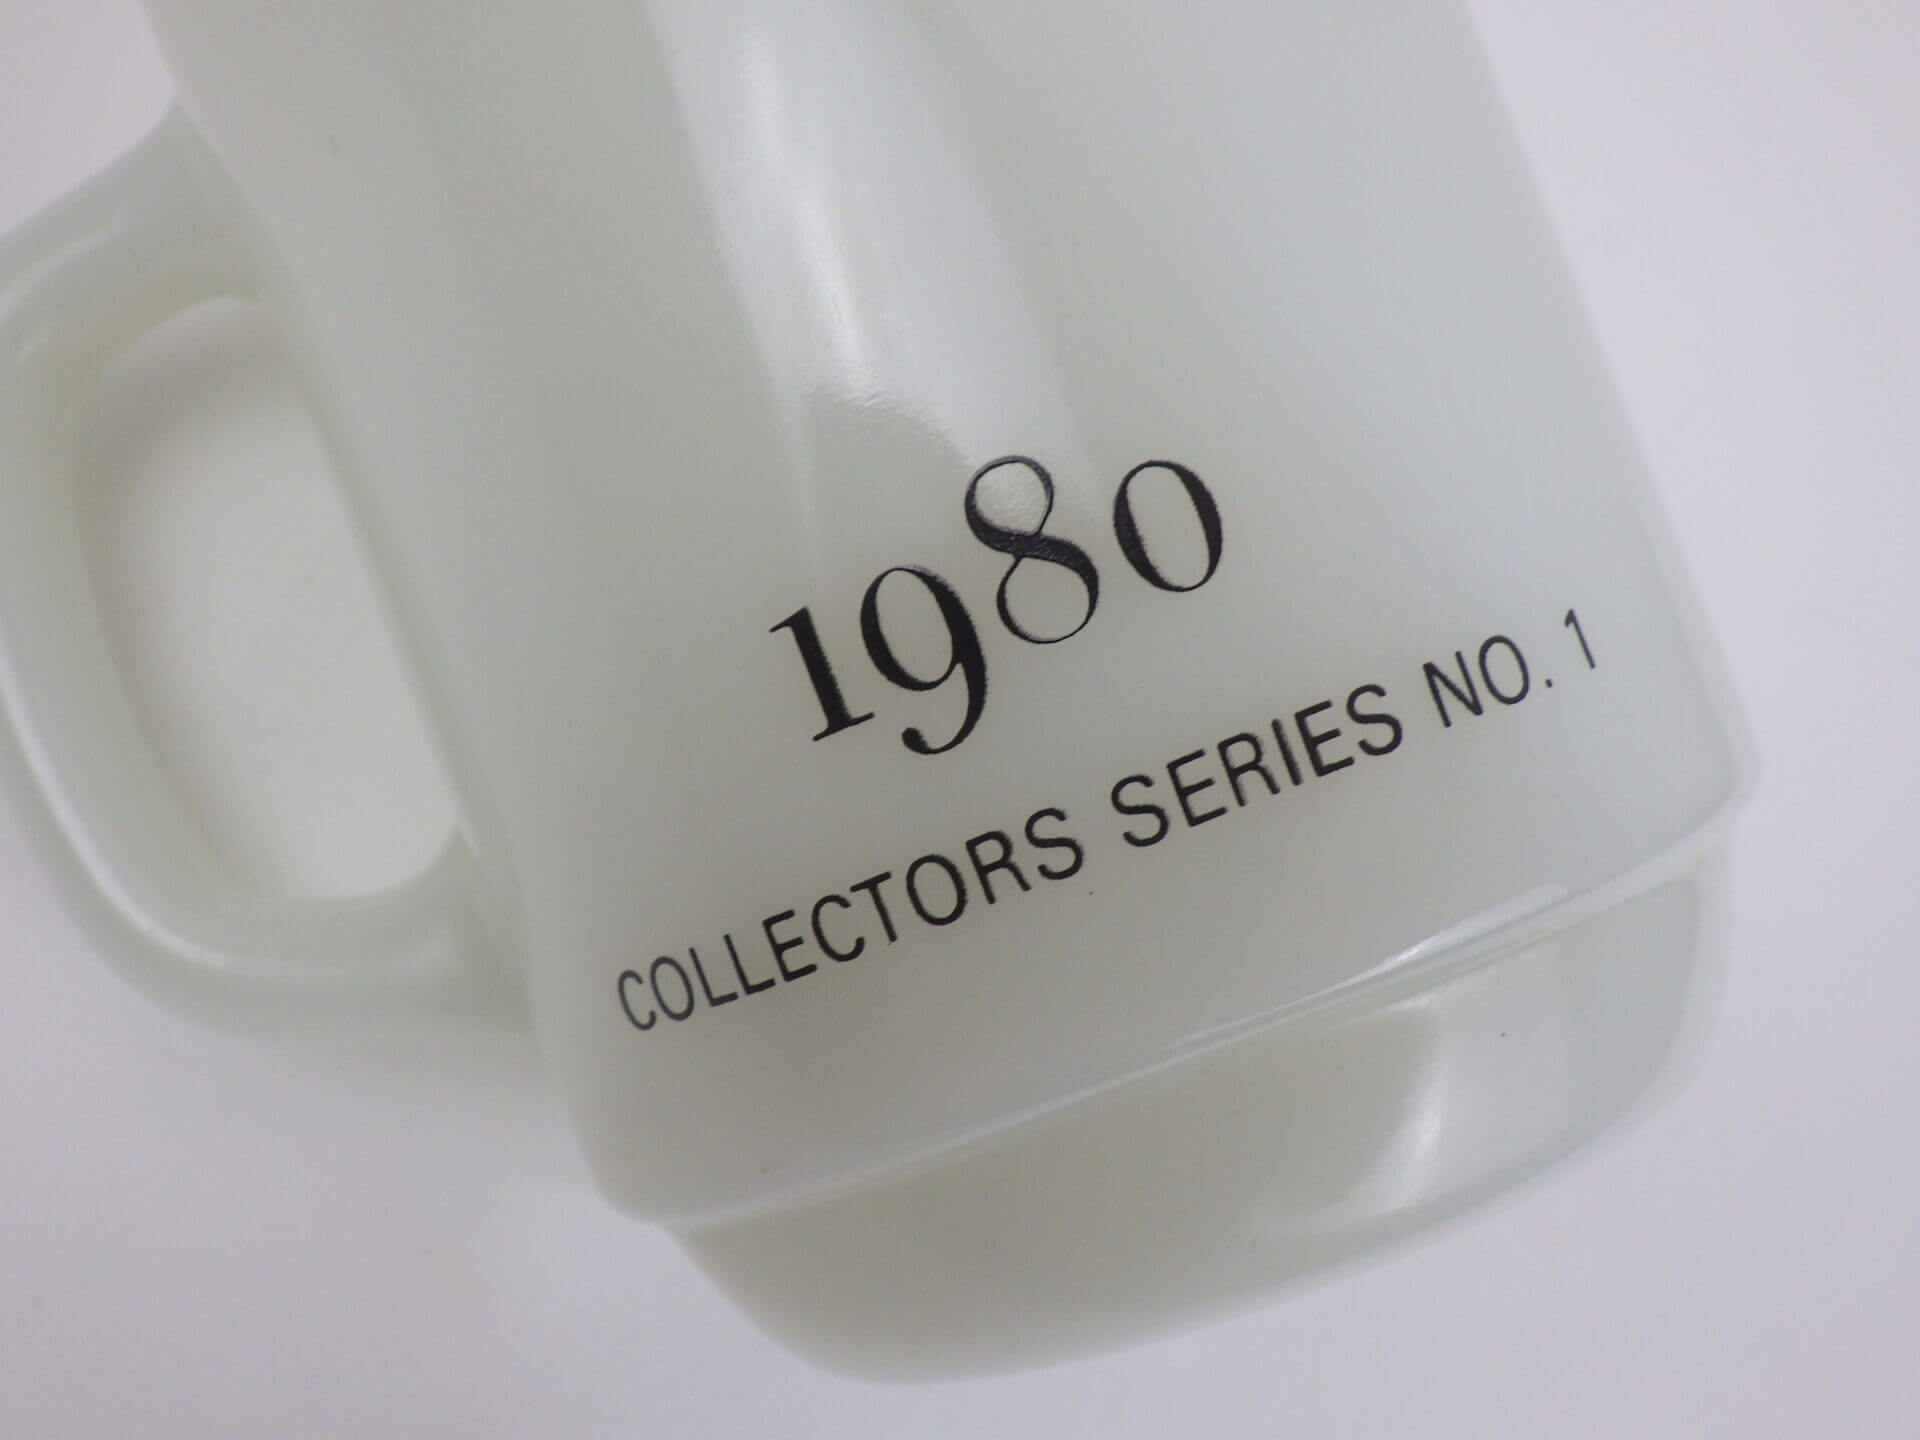 1980
COLLECTORS SERIES NO. 1